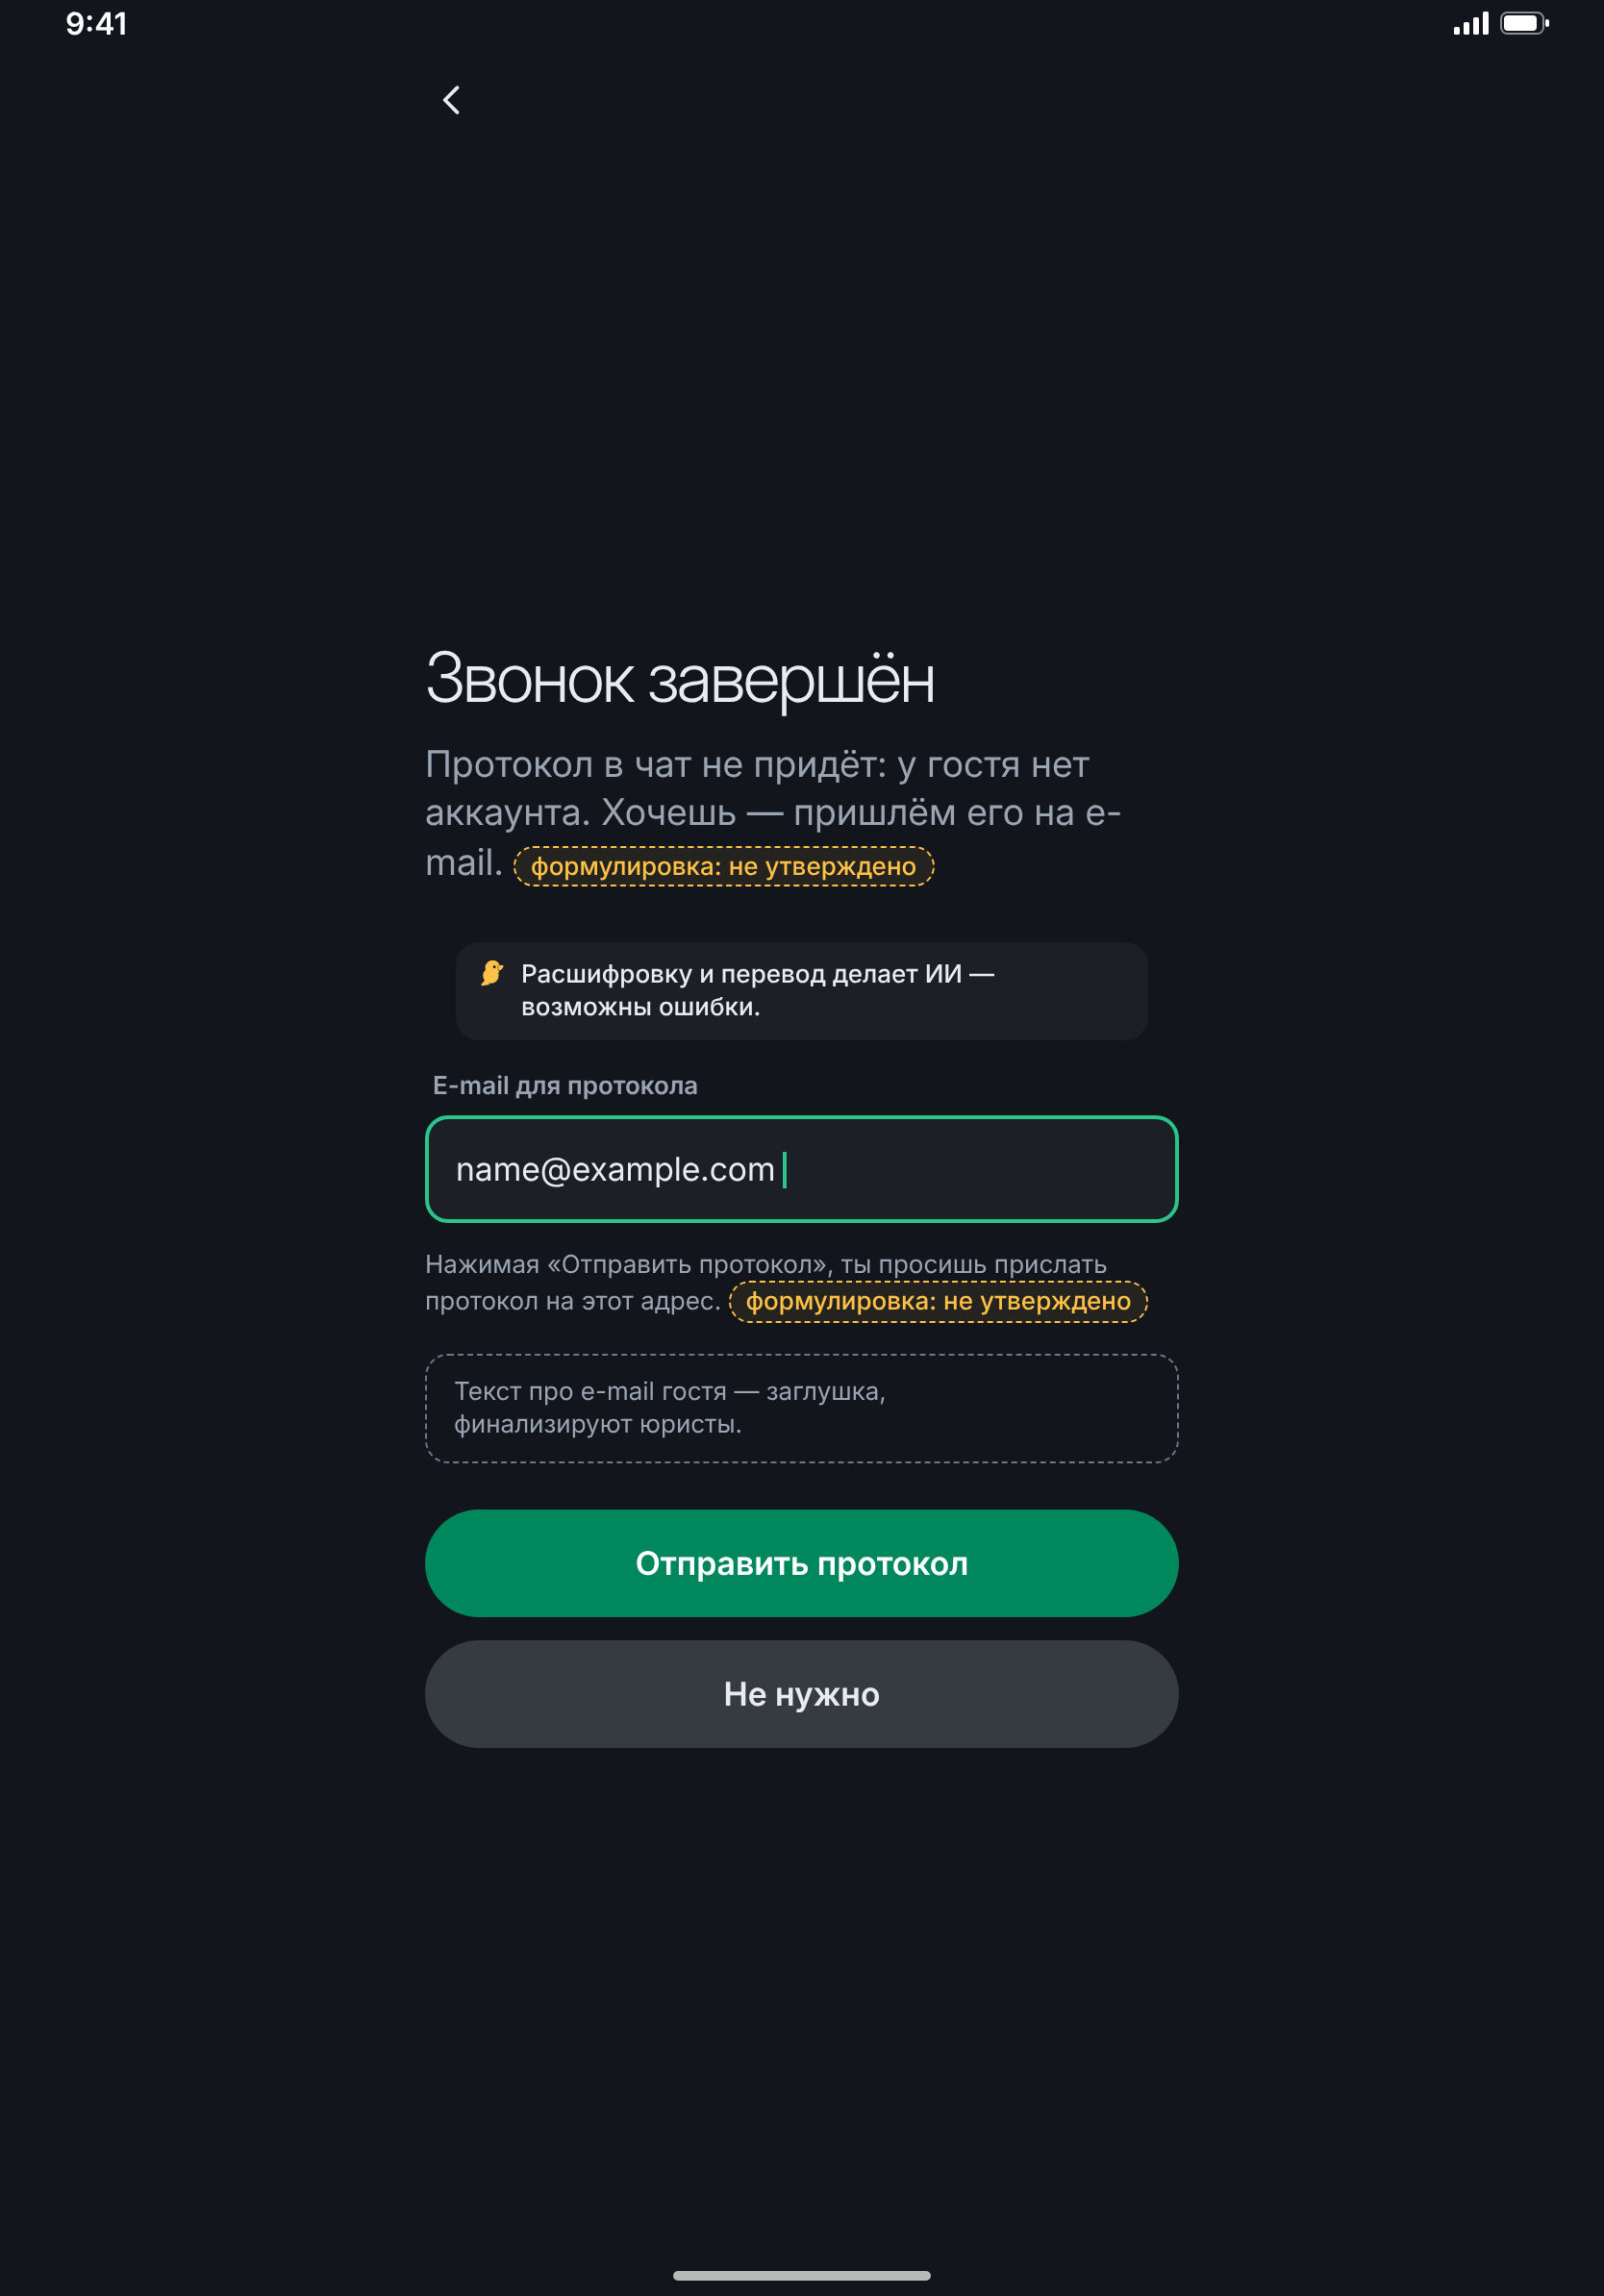 9:41
Звонок завершён
Протокол в чат не придёт: у гостя нет
аккаунта. Хочешь — пришлём его на e-
mail. формулировка: не утверждено
Расшифровку и перевод делает ИИ —
возможны ошибки.
E-mail для протокола
name@example.com
Нажимая «Отправить протокол», ты просишь прислать
протокол на этот адрес. формулировка: не утверждено
Текст про e-mail гостя — заглушка,
финализируют юристы.
Отправить протокол
Не нужно